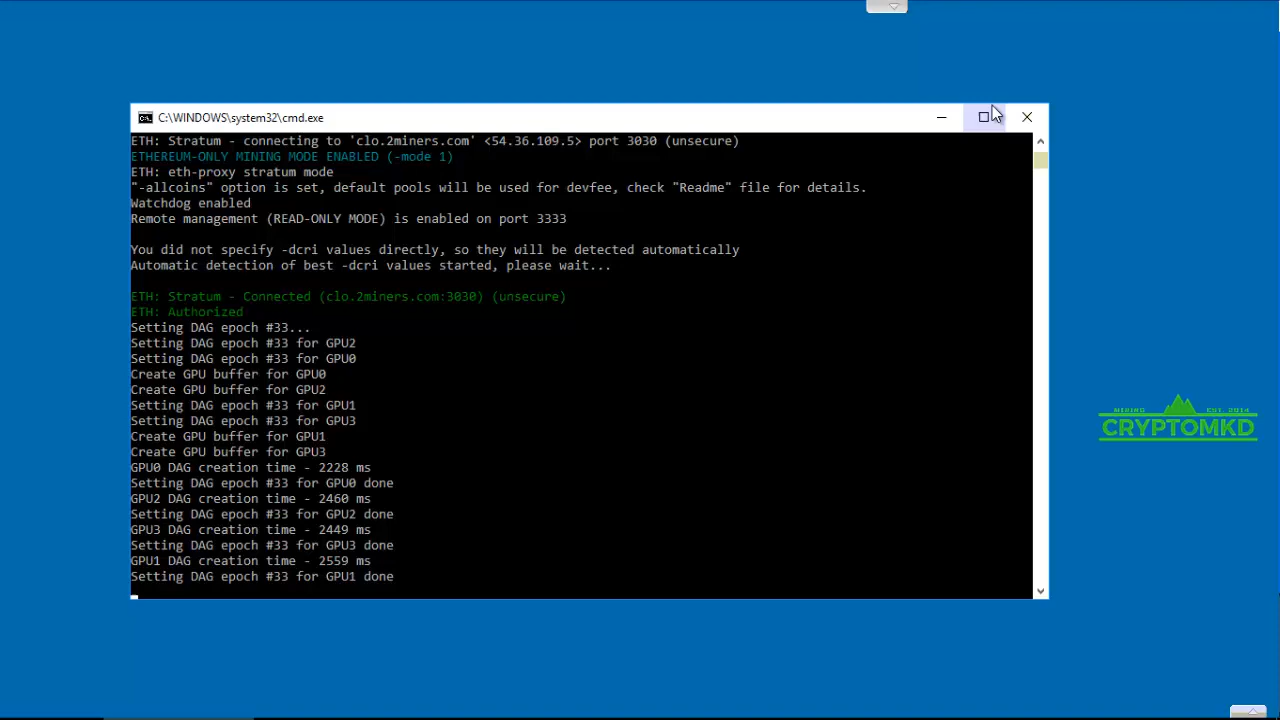 C:\WINDOWS\system32\cmd.exe
ETH: Stratum - connecting to 'clo.2miners.com' <54.36.109.5> port 3030 (unsecure)
ETHEREUM-ONLY MINING MODE ENABLED (-mode 1)
ETH: eth-proxy stratum mode
"-allcoins" option is set, default pools will be used for devfee, check "Readme" file for details.
Watchdog enabled
Remote management (READ-ONLY MODE) is enabled on port 3333
You did not specify -dcri values directly, so they will be detected automatically
Automatic detection of best -dcri values started, please wait...
ETH: Stratum - Connected (clo.2miners.com:3030) (unsecure)
ETH: Authorized
Setting DAG epoch #33...
Setting DAG epoch #33 for GPU2
Setting DAG epoch #33 for GPU0
Create GPU buffer for GPU0
Create GPU buffer for GPU2
Setting DAG epoch #33 for GPU1
Setting DAG epoch #33 for GPU3
Create GPU buffer for GPU1
Create GPU buffer for GPU3
GPU0 DAG creation time - 2228 ms
Setting DAG epoch #33 for GPU0 done
GPU2 DAG creation time - 2460 ms
Setting DAG epoch #33 for GPU2 done
GPU3 DAG creation time - 2449 ms
Setting DAG epoch #33 for GPU3 done
GPU1 DAG creation time - 2559 ms
Setting DAG epoch #33 for GPU1 done
MINING EST. 2014
CRYPTOMKD